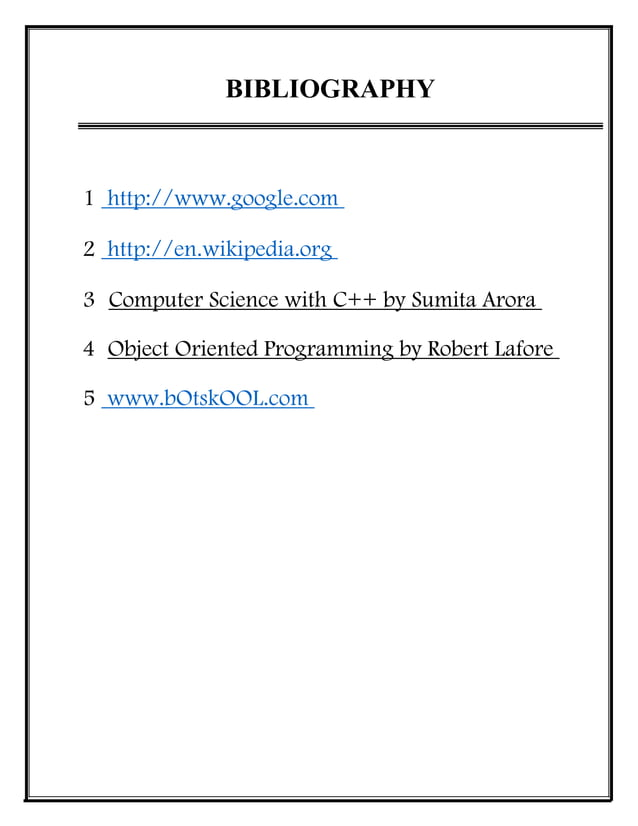 BIBLIOGRAPHY
1 http://www.google.com
2 http://en.wikipedia.org
3 Computer Science with C++ by Sumita Arora
4 Object Oriented Programming by Robert Lafore
5 www.bOtskOOL.com